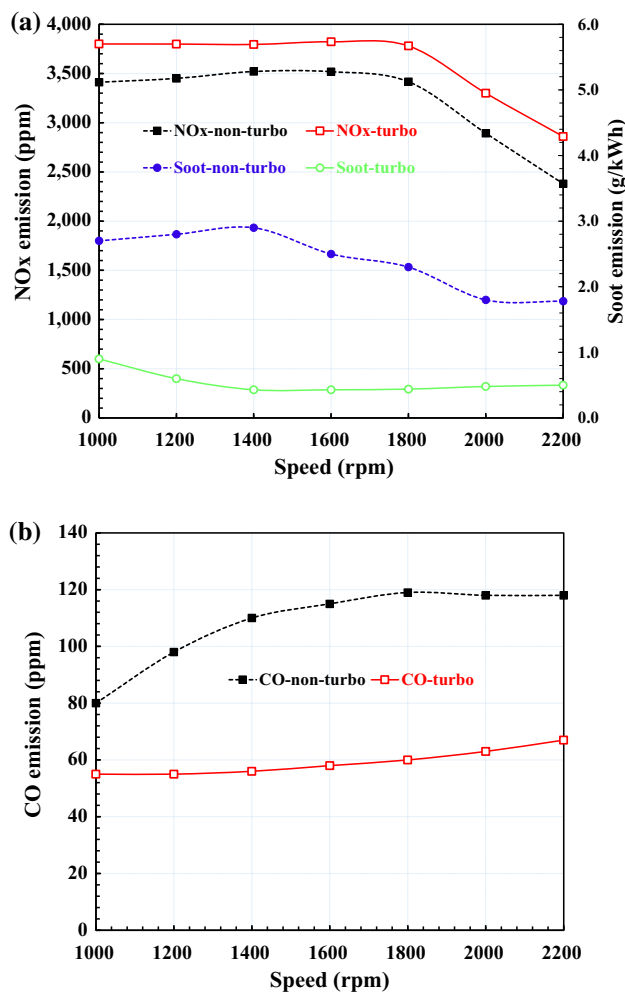 (a)
4,000
3,500
3,000
2,500
2,000
1,500
1,000
500
0
NOx emission (ppm)
6.0
5.0
4.0
3.0
2.0
1.0
0.0
Soot emission (g/kWh)
NOx-non-turbo NOx-turbo
Soot-non-turbo Soot-turbo
1000 1200 1400 1600 1800 2000 2200
Speed (rpm)
(b)
140
120
100
80
60
40
20
0
CO emission (ppm)
CO-non-turbo CO-turbo
1000 1200 1400 1600 1800 2000 2200
Speed (rpm)